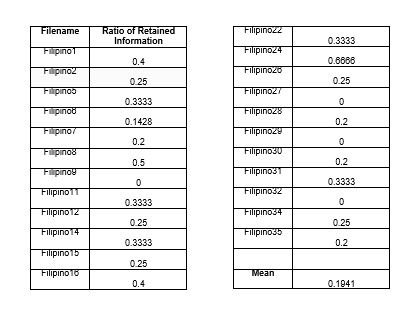 Filename Ratio of Retained
Information
Filipino1 0.4
Filipino2 0.25
Filipino5 0.3333
Filipino6 0.1428
Filipino7 0.2
Filipino8 0.5
Filipino9 0
Filipino11 0.3333
Filipino12 0.25
Filipino14 0.3333
Filipino15 0.25
Filipino16 0.4
Filipino22 0.3333
Filipino24 0.6666
Filipino26 0.25
Filipino27 0
Filipino28 0.2
Filipino29 0
Filipino30 0.2
Filipino31 0.3333
Filipino32 0
Filipino34 0.25
Filipino35 0.2
Mean 0.1941